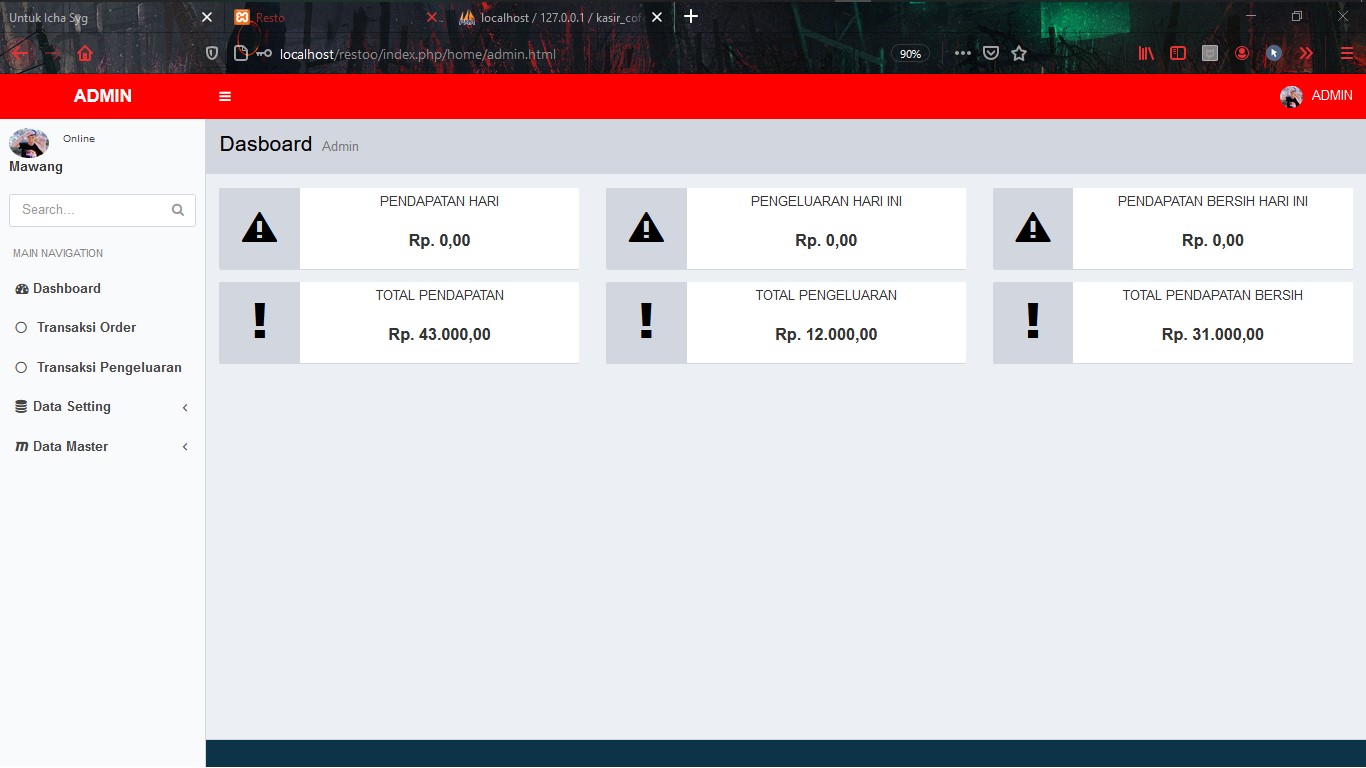 Untuk Icha Syg
Resto
localhost / 127.0.0.1 / kasir_cof
localhost/restoo/index.php/home/admin.html
90%
ADMIN
ADMIN
Online
Mawang
Search...
MAIN NAVIGATION
Dashboard
Transaksi Order
Transaksi Pengeluaran
Data Setting
Data Master
Dasboard Admin
PENDAPATAN HARI
Rp. 0,00
PENGELUARAN HARI INI
Rp. 0,00
PENDAPATAN BERSIH HARI INI
Rp. 0,00
TOTAL PENDAPATAN
Rp. 43.000,00
TOTAL PENGELUARAN
Rp. 12.000,00
TOTAL PENDAPATAN BERSIH
Rp. 31.000,00